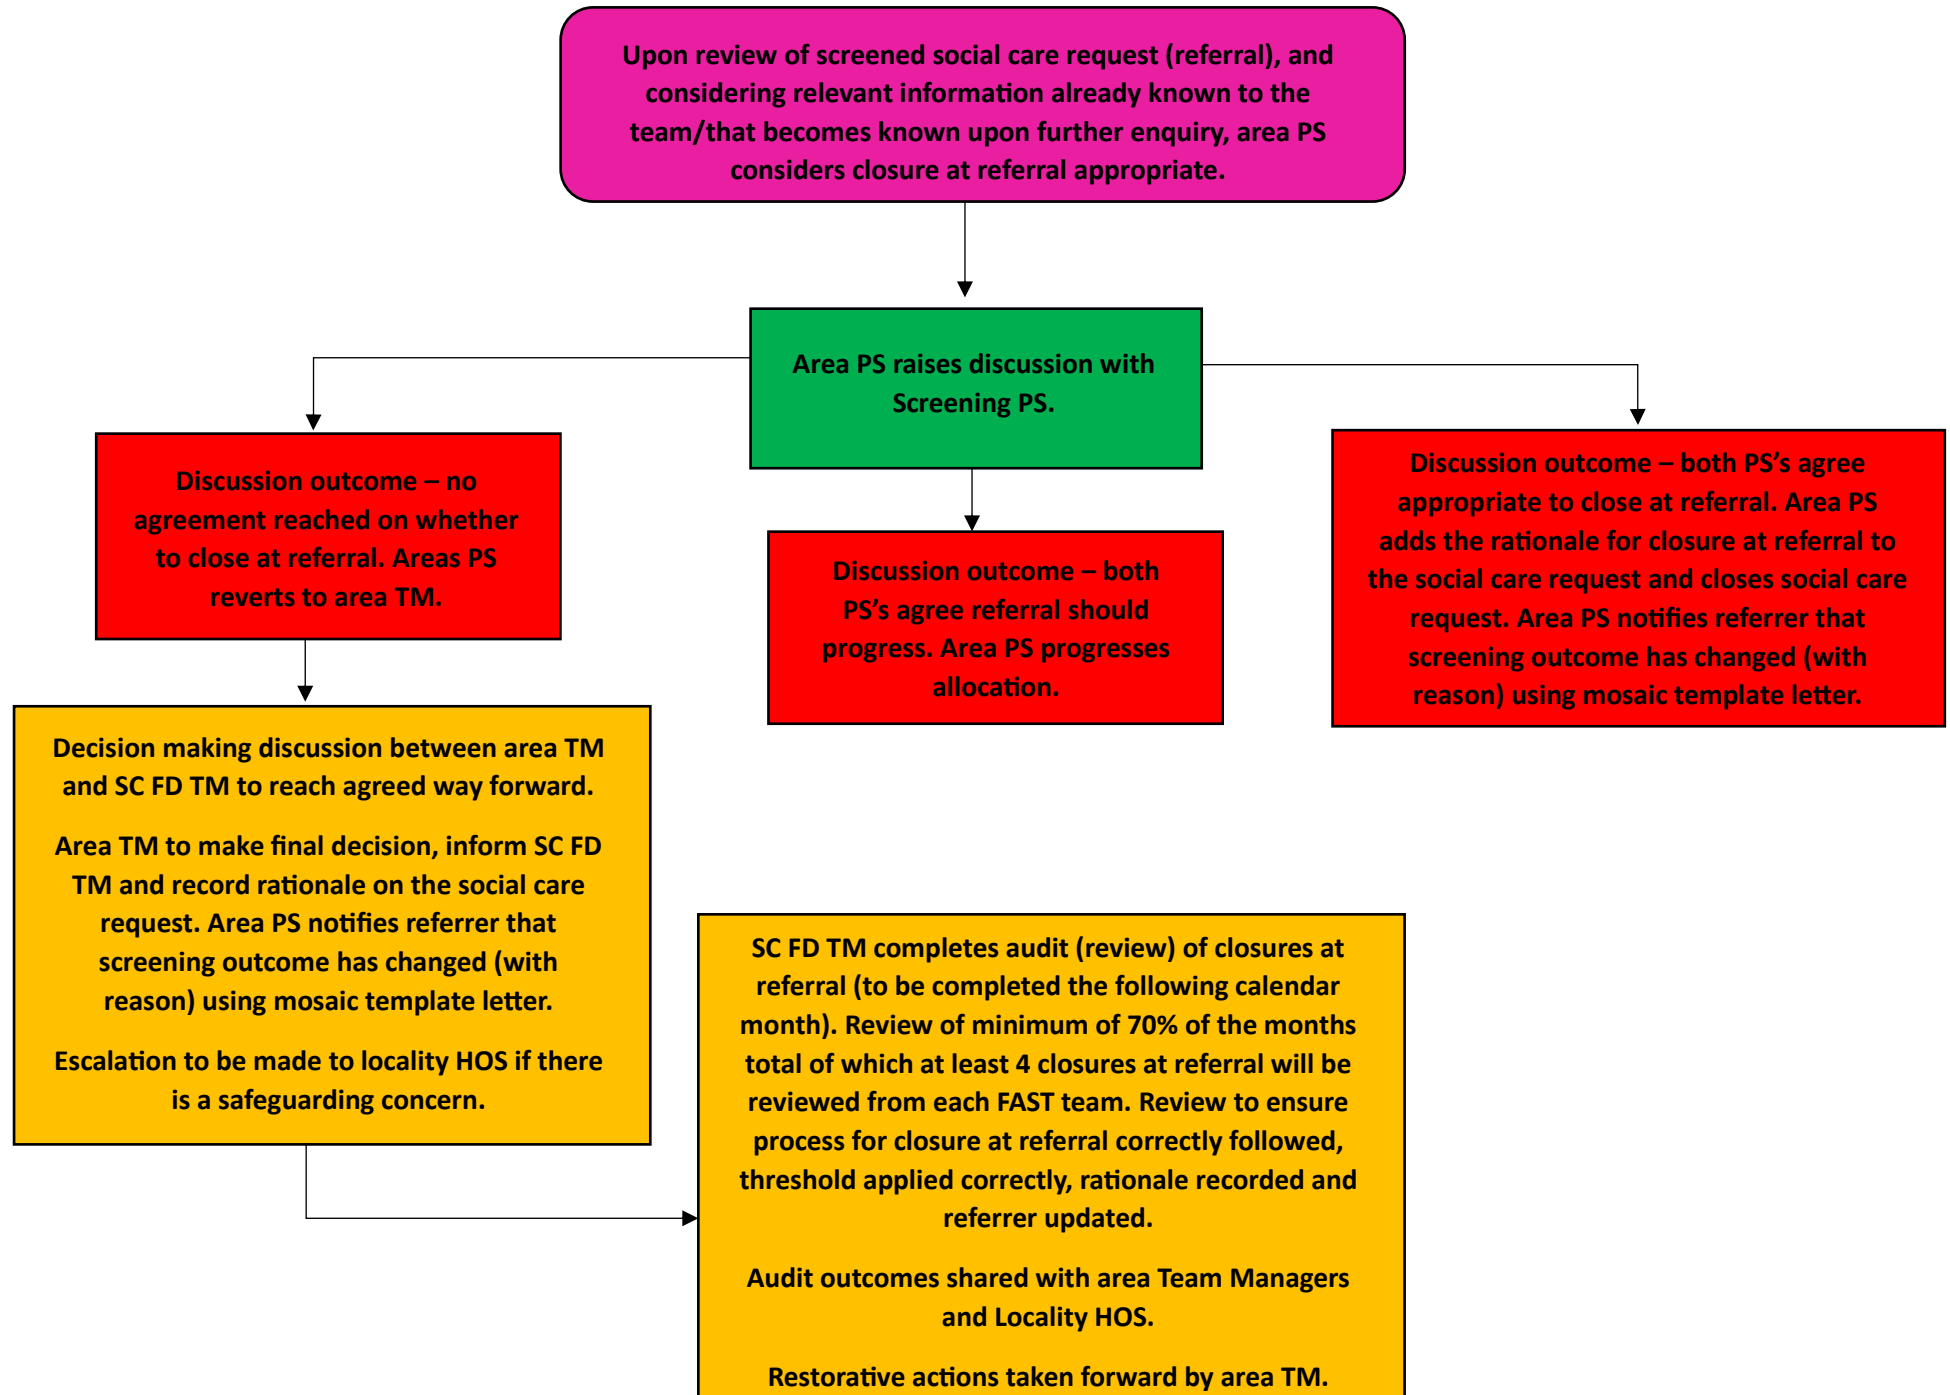 Upon review of screened social care request (referral), and
considering relevant information already known to the
team/that becomes known upon further enquiry, area PS
considers closure at referral appropriate.
Area PS raises discussion with
Screening PS.
Discussion outcome – no
agreement reached on whether
to close at referral. Areas PS
reverts to area TM.
Discussion outcome – both
PS’s agree referral should
progress. Area PS progresses
allocation.
Discussion outcome – both PS’s agree
appropriate to close at referral. Area PS
adds the rationale for closure at referral to
the social care request and closes social care
request. Area PS notifies referrer that
screening outcome has changed (with
reason) using mosaic template letter.
Decision making discussion between area TM
and SC FD TM to reach agreed way forward.
Area TM to make final decision, inform SC FD
TM and record rationale on the social care
request. Area PS notifies referrer that
screening outcome has changed (with
reason) using mosaic template letter.
Escalation to be made to locality HOS if there
is a safeguarding concern.
SC FD TM completes audit (review) of closures at
referral (to be completed the following calendar
month). Review of minimum of 70% of the months
total of which at least 4 closures at referral will be
reviewed from each FAST team. Review to ensure
process for closure at referral correctly followed,
threshold applied correctly, rationale recorded and
referrer updated.
Audit outcomes shared with area Team Managers
and Locality HOS.
Restorative actions taken forward by area TM.